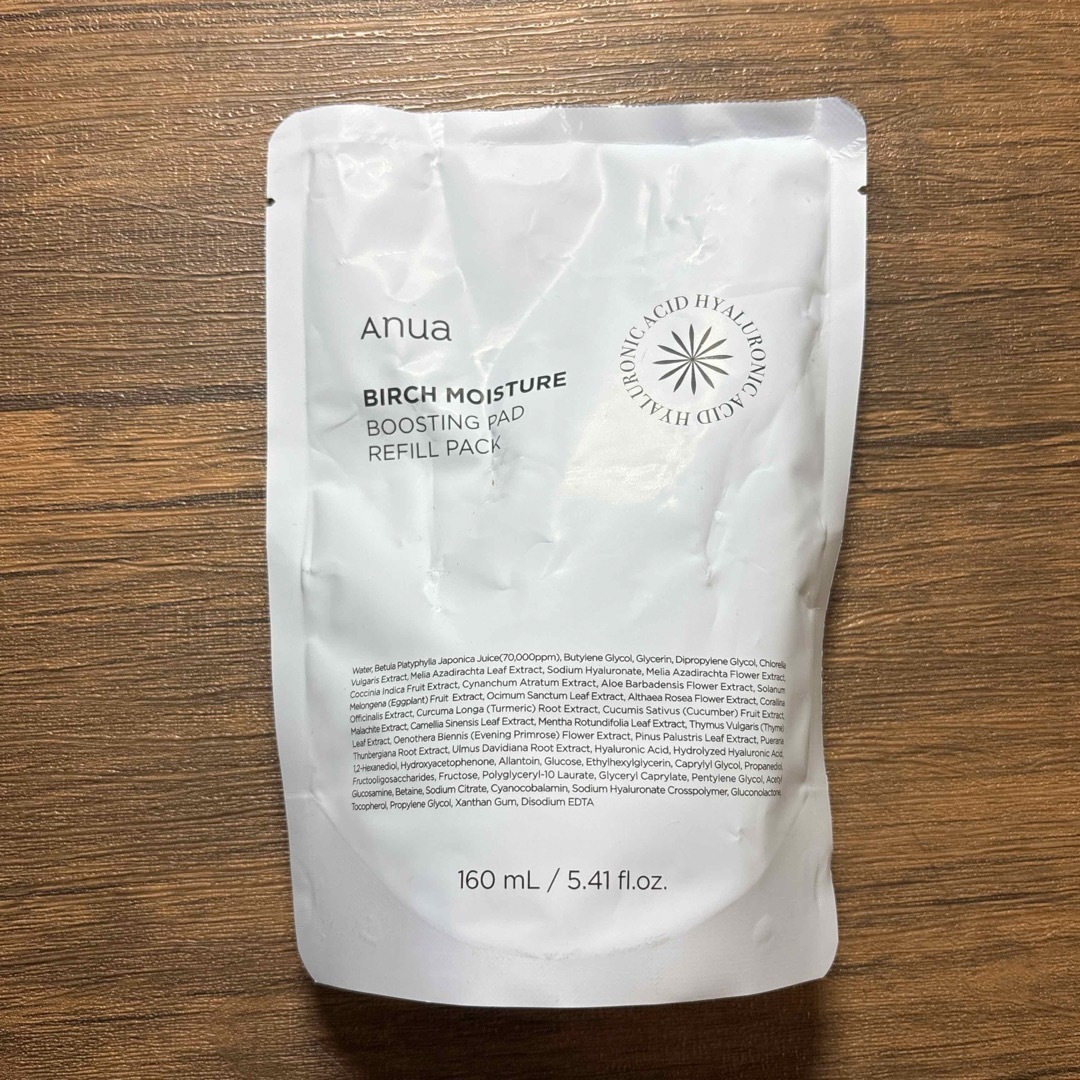 Anua
HYALURONIC ACID HYALURONIC ACID
BIRCH MOISTURE
BOOSTING PAD
REFILL PACK
Water, Betula Platyphylla Japonica Juice(70,000ppm), Butylene Glycol, Glycerin, Dipropylene Glycol, Chlorella
Vulgaris Extract, Melia Azadirachta Leaf Extract, Sodium Hyaluronate, Melia Azadirachta Flower Extract,
Coccinia Indica Fruit Extract, Cynanchum Atratum Extract, Aloe Barbadensis Flower Extract, Solanum
Melongena (Eggplant) Fruit Extract, Ocimum Sanctum Leaf Extract, Althaea Rosea Flower Extract, Corallina
Officinalis Extract, Curcuma Longa (Turmeric) Root Extract, Cucumis Sativus (Cucumber) Fruit Extract,
Malachite Extract, Camellia Sinensis Leaf Extract, Mentha Rotundifolia Leaf Extract, Thymus Vulgaris (Thyme)
Leaf Extract, Oenothera Biennis (Evening Primrose) Flower Extract, Pinus Palustris Leaf Extract, Pueraria
Thunbergiana Root Extract, Ulmus Davidiana Root Extract, Hyaluronic Acid, Hydrolyzed Hyaluronic Acid,
1,2-Hexanediol, Hydroxyacetophenone, Allantoin, Glucose, Ethylhexylglycerin, Caprylyl Glycol, Propanediol,
Fructooligosaccharides, Fructose, Polyglyceryl-10 Laurate, Glyceryl Caprylate, Pentylene Glycol, Acetyl
Glucosamine, Betaine, Sodium Citrate, Cyanocobalamin, Sodium Hyaluronate Crosspolymer, Gluconolactone,
Tocopherol, Propylene Glycol, Xanthan Gum, Disodium EDTA
160 mL / 5.41 fl.oz.